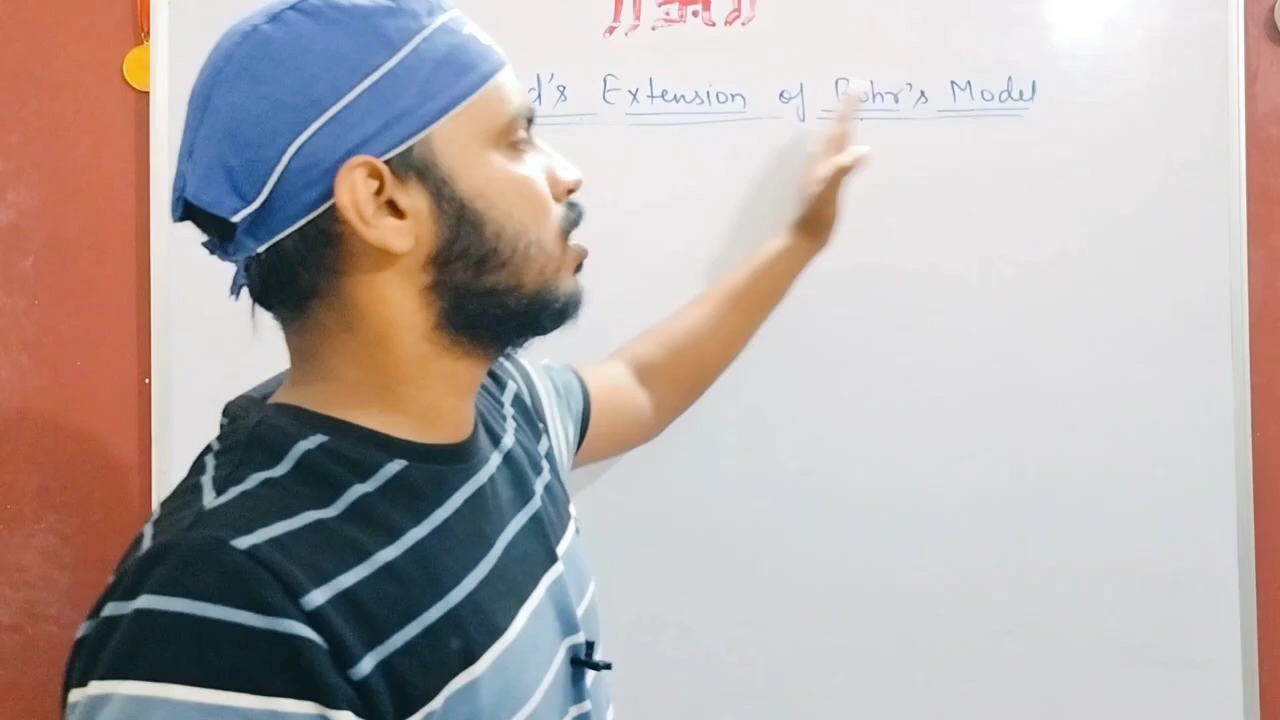 ॥ ॐ ॥
d's Extension of Bohr's Model